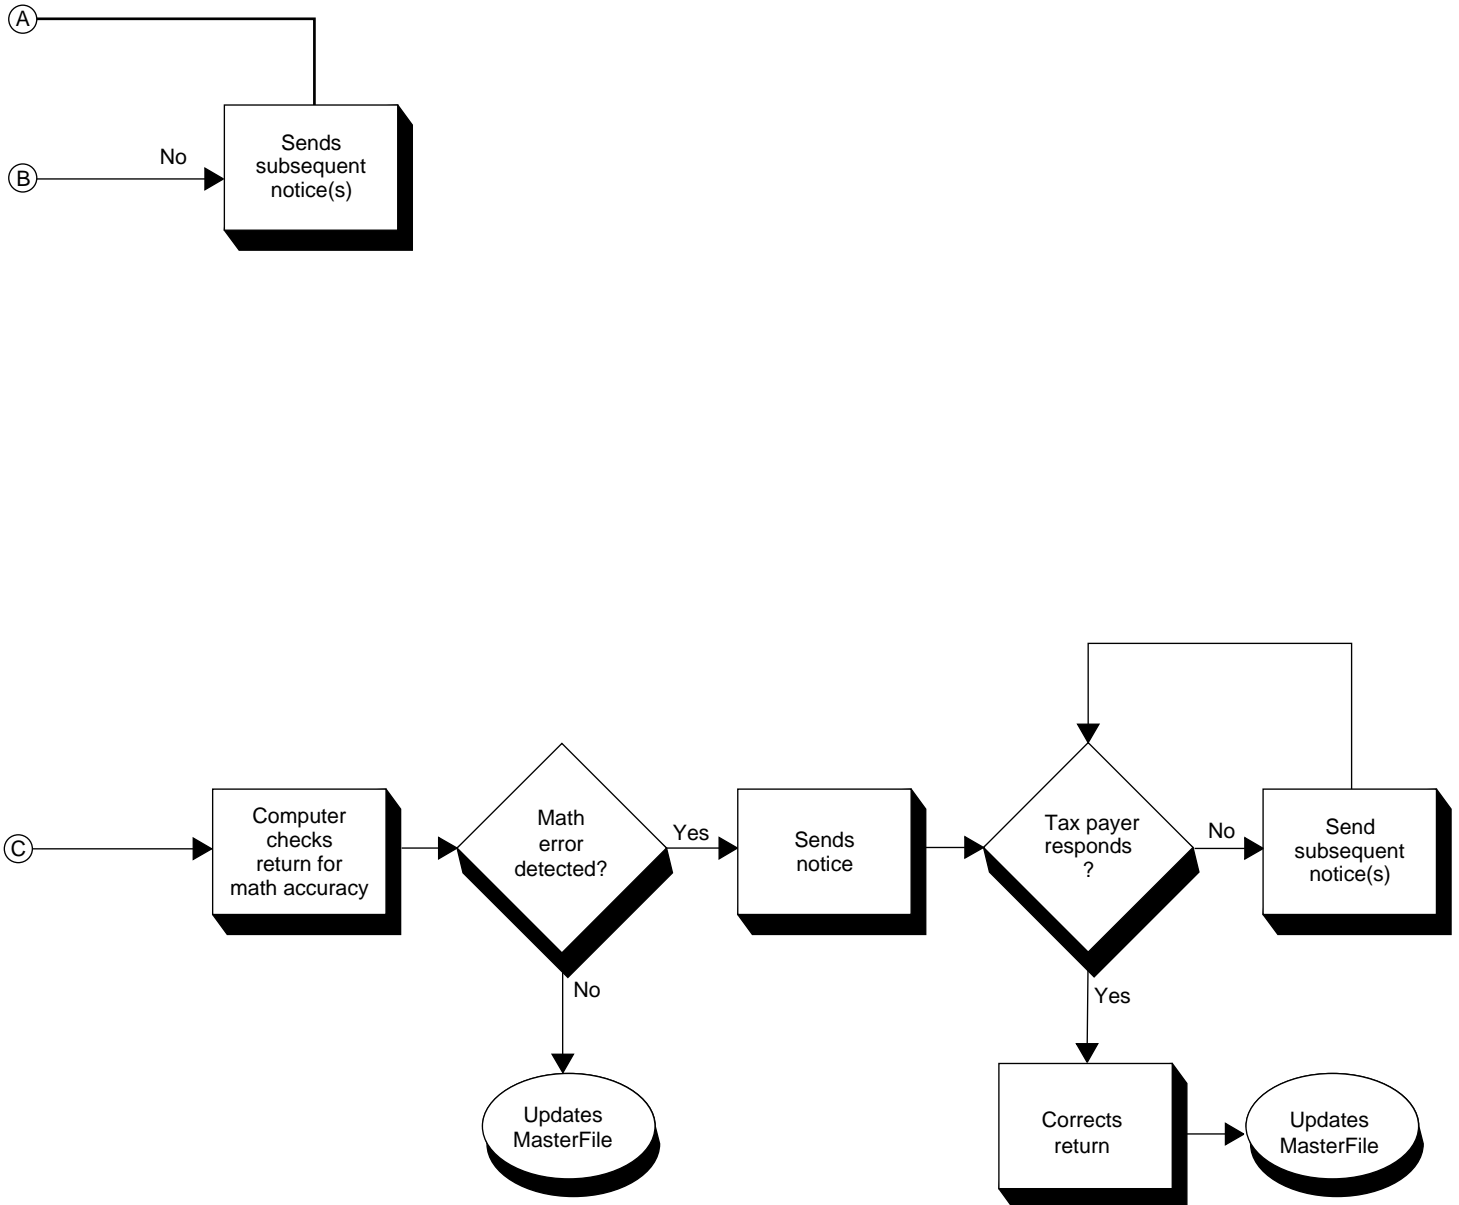 A
Sends
subsequent
notice(s)
No
B
C
Computer
checks
return for
math accuracy
Math
error
detected?
Yes
Sends
notice
Tax payer
responds
?
No
Send
subsequent
notice(s)
No
Yes
Updates
MasterFile
Corrects
return
Updates
MasterFile